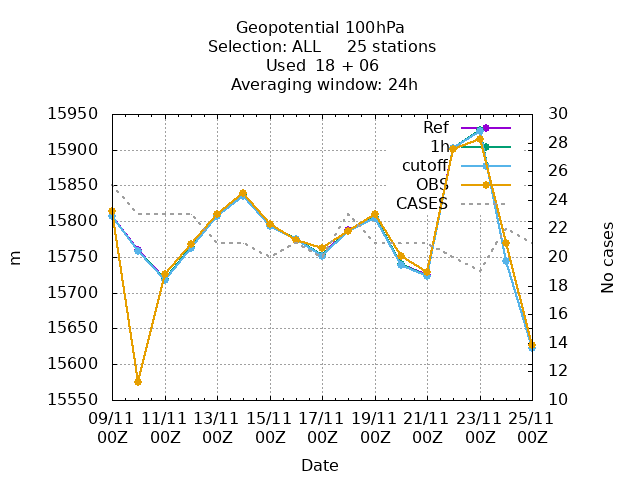 Geopotential 100hPa
Selection: ALL 25 stations
Used 18 + 06
Averaging window: 24h
15950
15900
15850
15800
15750
15700
15650
15600
15550
m
30
28
26
24
22
20
18
16
14
12
10
No cases
Ref
1h
cutoff
OBS
CASES
09/11 11/11 13/11 15/11 17/11 19/11 21/11 23/11 25/11
00Z 00Z 00Z 00Z 00Z 00Z 00Z 00Z 00Z
Date